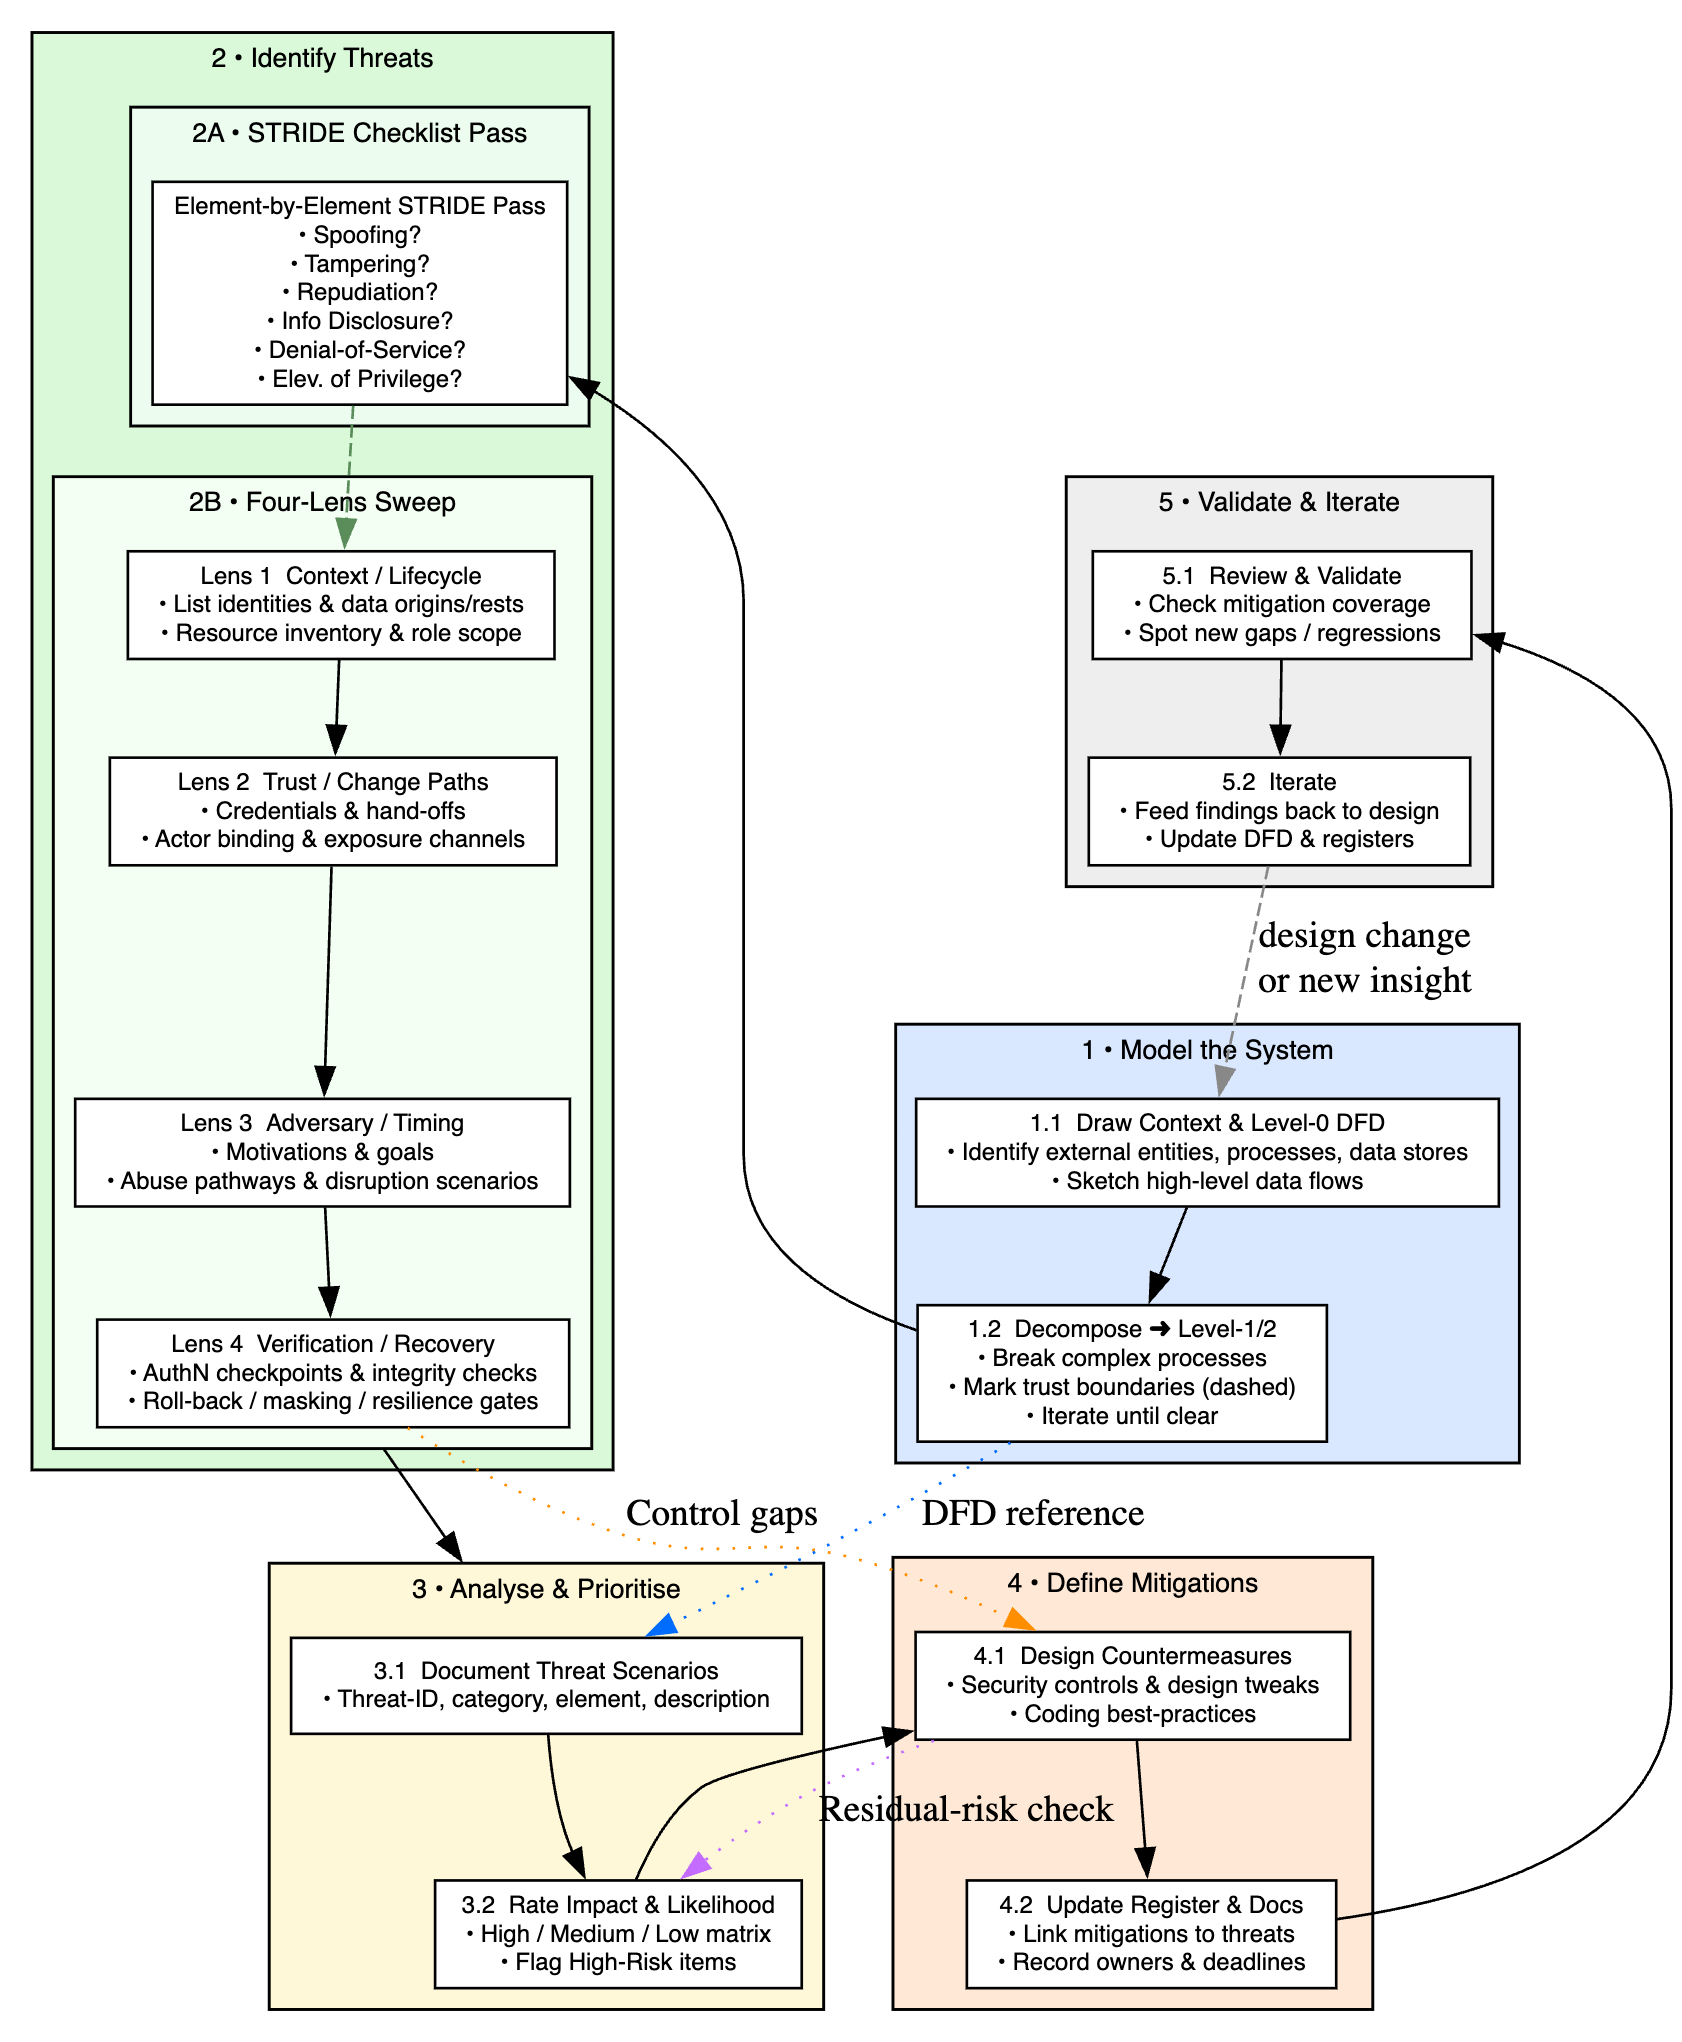 2 • Identify Threats
2A • STRIDE Checklist Pass
Element-by-Element STRIDE Pass
• Spoofing?
• Tampering?
• Repudiation?
• Info Disclosure?
• Denial-of-Service?
• Elev. of Privilege?
2B • Four-Lens Sweep
Lens 1  Context / Lifecycle
• List identities & data origins/rests
• Resource inventory & role scope
Lens 2  Trust / Change Paths
• Credentials & hand-offs
• Actor binding & exposure channels
Lens 3  Adversary / Timing
• Motivations & goals
• Abuse pathways & disruption scenarios
Lens 4  Verification / Recovery
• AuthN checkpoints & integrity checks
• Roll-back / masking / resilience gates
5 • Validate & Iterate
5.1  Review & Validate
• Check mitigation coverage
• Spot new gaps / regressions
5.2  Iterate
• Feed findings back to design
• Update DFD & registers
design change
or new insight
1 • Model the System
1.1  Draw Context & Level-0 DFD
• Identify external entities, processes, data stores
• Sketch high-level data flows
1.2  Decompose ➜ Level-1/2
• Break complex processes
• Mark trust boundaries (dashed)
• Iterate until clear
Control gaps
DFD reference
3 • Analyse & Prioritise
3.1  Document Threat Scenarios
• Threat-ID, category, element, description
3.2  Rate Impact & Likelihood
• High / Medium / Low matrix
• Flag High-Risk items
4 • Define Mitigations
4.1  Design Countermeasures
• Security controls & design tweaks
• Coding best-practices
Residual-risk check
4.2  Update Register & Docs
• Link mitigations to threats
• Record owners & deadlines